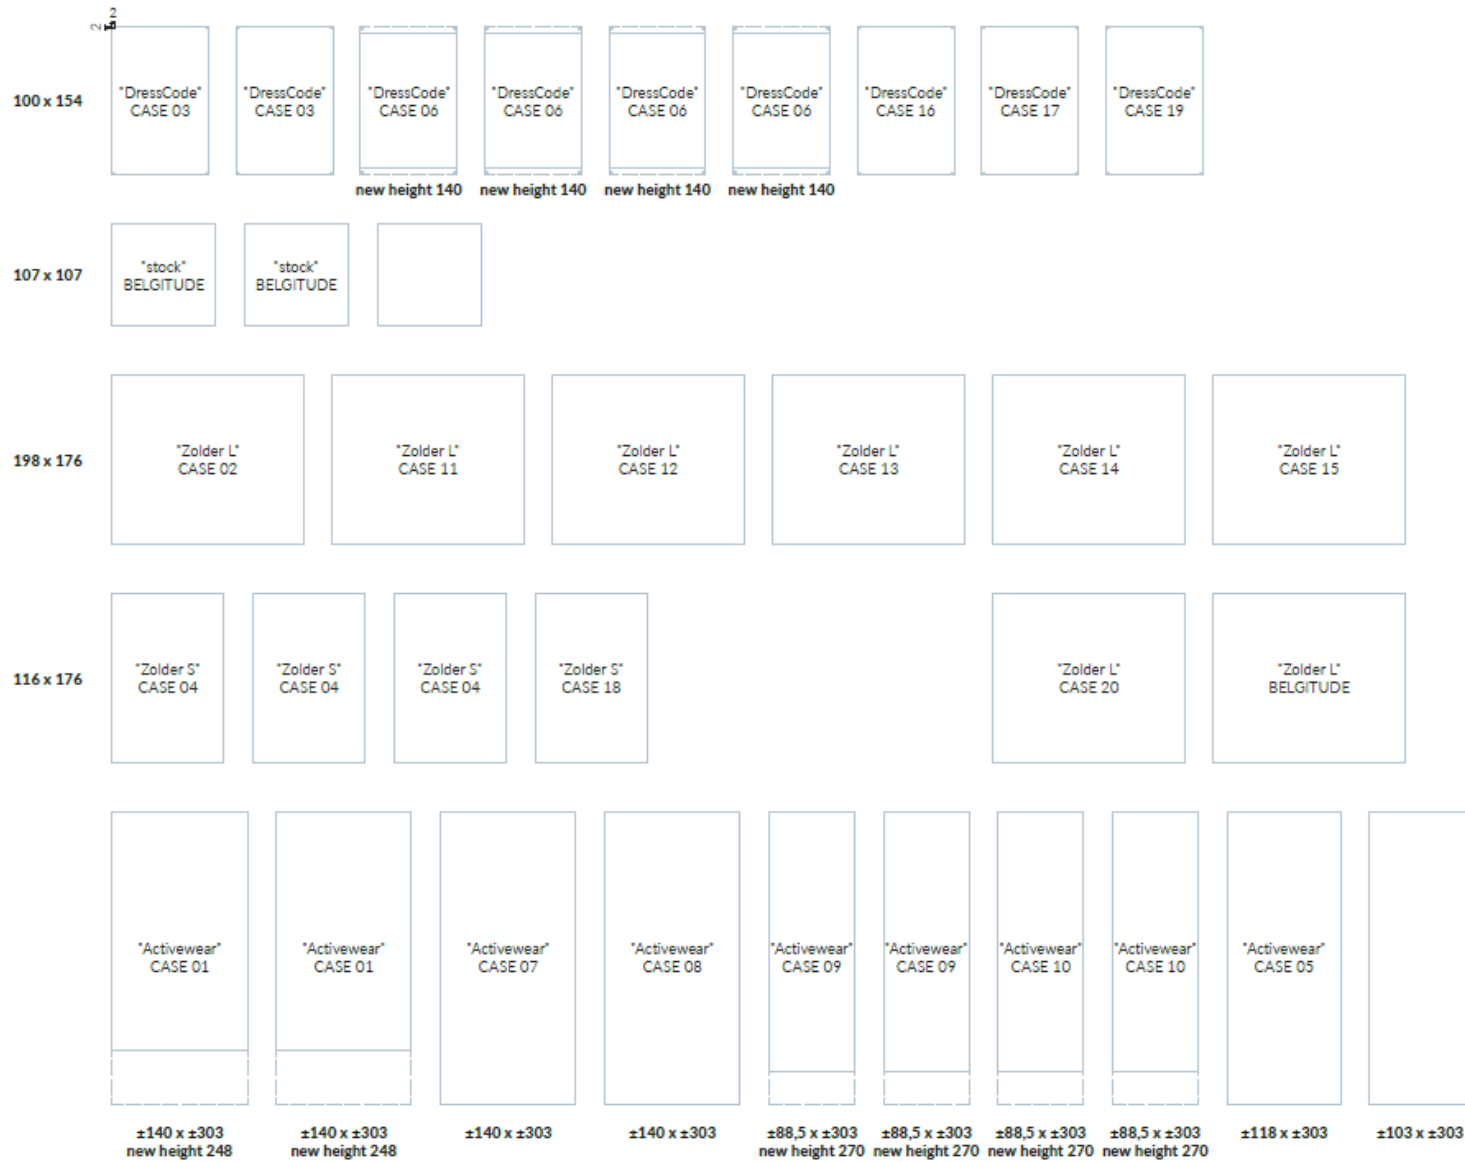 2
2
100 x 154
"DressCode"
CASE 03
"DressCode"
CASE 03
"DressCode"
CASE 06
"DressCode"
CASE 06
"DressCode"
CASE 06
"DressCode"
CASE 06
"DressCode"
CASE 16
"DressCode"
CASE 17
"DressCode"
CASE 19
new height 140
new height 140
new height 140
new height 140
107 x 107
"stock"
BELGITUDE
"stock"
BELGITUDE
198 x 176
"Zolder L"
CASE 02
"Zolder L"
CASE 11
"Zolder L"
CASE 12
"Zolder L"
CASE 13
"Zolder L"
CASE 14
"Zolder L"
CASE 15
116 x 176
"Zolder S"
CASE 04
"Zolder S"
CASE 04
"Zolder S"
CASE 04
"Zolder S"
CASE 18
"Zolder L"
CASE 20
"Zolder L"
BELGITUDE
"Activewear"
CASE 01
"Activewear"
CASE 01
"Activewear"
CASE 07
"Activewear"
CASE 08
"Activewear"
CASE 09
"Activewear"
CASE 09
"Activewear"
CASE 10
"Activewear"
CASE 10
"Activewear"
CASE 05
±140 x ±303
new height 248
±140 x ±303
new height 248
±140 x ±303
±140 x ±303
±88,5 x ±303
new height 270
±88,5 x ±303
new height 270
±88,5 x ±303
new height 270
±88,5 x ±303
new height 270
±118 x ±303
±103 x ±303